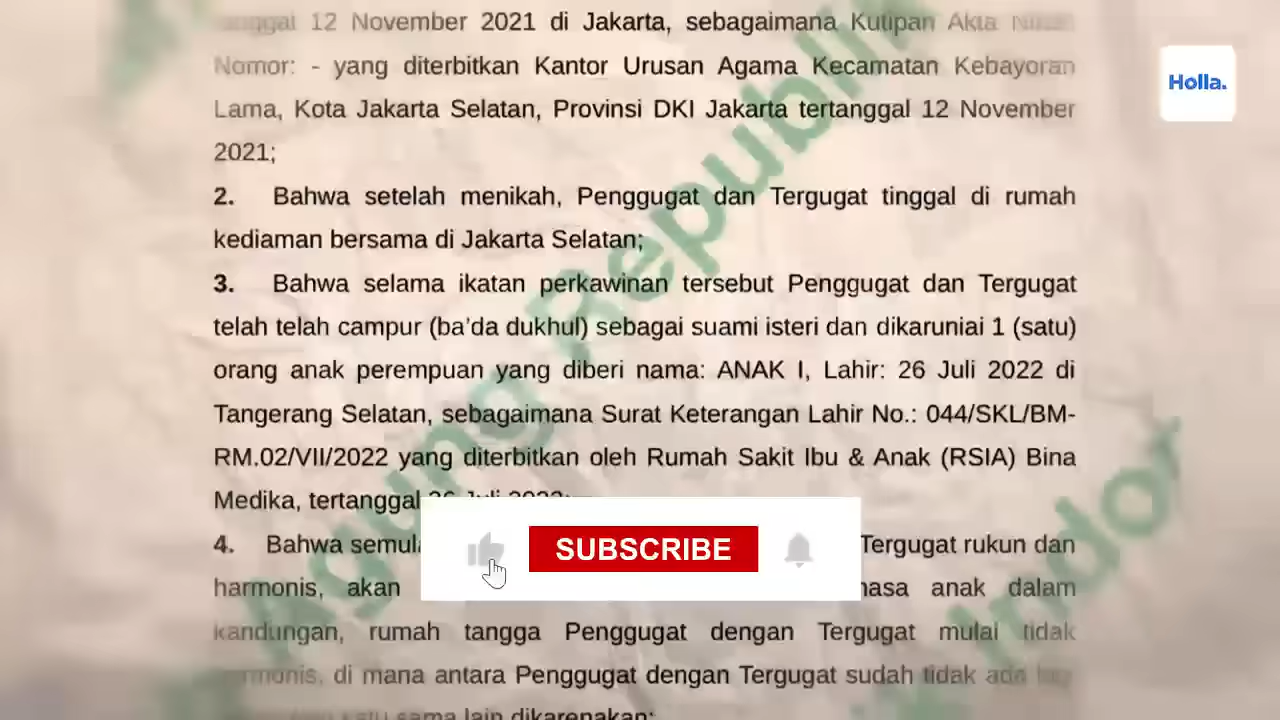 tanggal 12 November 2021 di Jakarta, sebagaimana Kutipan Akta Nikah
Nomor: - yang diterbitkan Kantor Urusan Agama Kecamatan Kebayoran
Lama, Kota Jakarta Selatan, Provinsi DKI Jakarta tertanggal 12 November
2021;
2. Bahwa setelah menikah, Penggugat dan Tergugat tinggal di rumah
kediaman bersama di Jakarta Selatan;
3. Bahwa selama ikatan perkawinan tersebut Penggugat dan Tergugat
telah telah campur (ba’da dukhul) sebagai suami isteri dan dikaruniai 1 (satu)
orang anak perempuan yang diberi nama: ANAK I, Lahir: 26 Juli 2022 di
Tangerang Selatan, sebagaimana Surat Keterangan Lahir No.: 044/SKL/BM-
RM.02/VII/2022 yang diterbitkan oleh Rumah Sakit Ibu & Anak (RSIA) Bina
Medika, tertanggal 26 Juli 2022;
4. Bahwa semula Tergugat rukun dan
harmonis, akan anak dalam
kandungan, rumah tangga Penggugat dengan Tergugat mulai tidak
harmonis, di mana antara Penggugat dengan Tergugat sudah tidak ada
satu sama lain dikarenakan:
Holla.
SUBSCRIBE
Agung Republik
Indon